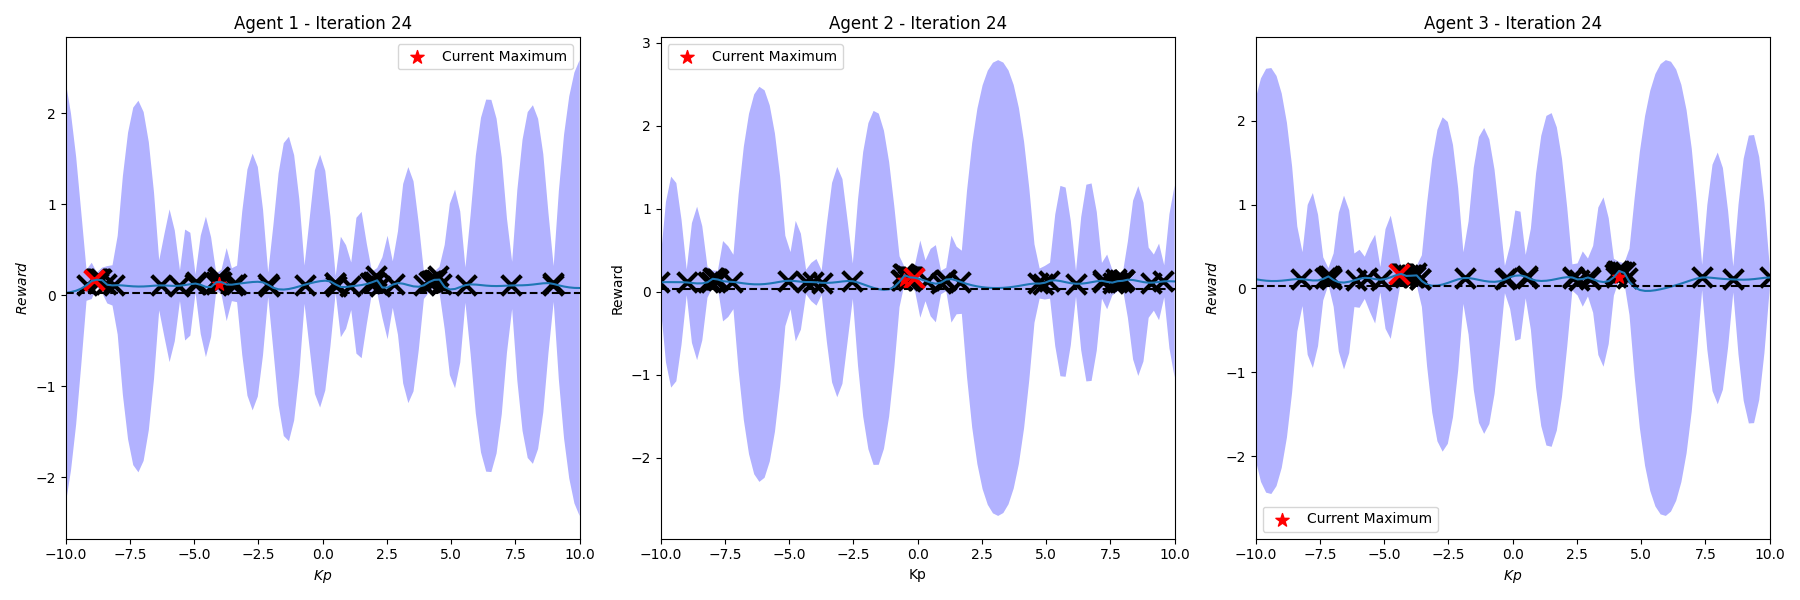 Agent 1 - Iteration 24
Current Maximum
Reward
2
1
0
−1
−2
−10.0 −7.5 −5.0 −2.5 0.0 2.5 5.0 7.5 10.0
Kp
Agent 2 - Iteration 24
Current Maximum
Reward
3
2
1
0
−1
−2
−10.0 −7.5 −5.0 −2.5 0.0 2.5 5.0 7.5 10.0
Kp
Agent 3 - Iteration 24
Reward
2
1
0
−1
−2
Current Maximum
−10.0 −7.5 −5.0 −2.5 0.0 2.5 5.0 7.5 10.0
Kp